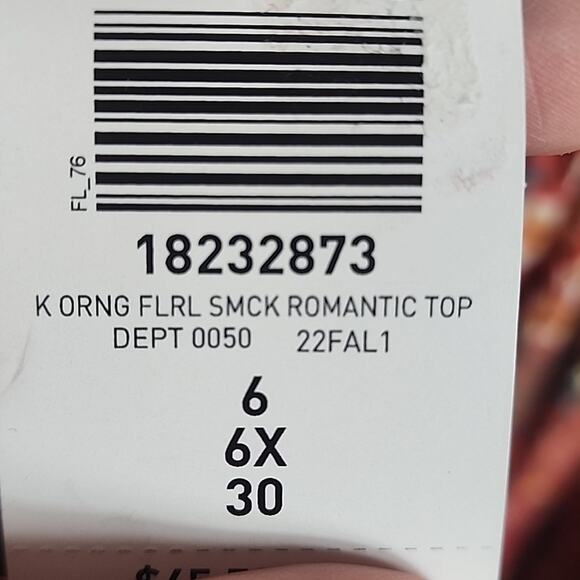 FL_76
18232873
K ORNG FLRL SMCK ROMANTIC TOP
DEPT 0050 22FAL1
6
6X
30